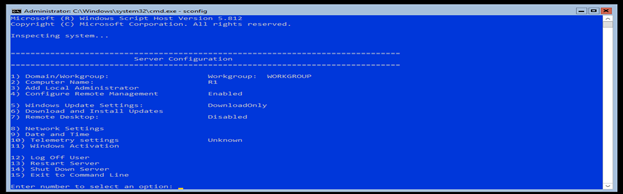 Administrator: C:\Windows\system32\cmd.exe - sconfig
Microsoft (R) Windows Script Host Version 5.812
Copyright (C) Microsoft Corporation. All rights reserved.
Inspecting system...
===============================================================================
Server Configuration
===============================================================================
1) Domain/Workgroup: Workgroup: WORKGROUP
2) Computer Name: R1
3) Add Local Administrator
4) Configure Remote Management Enabled
5) Windows Update Settings: DownloadOnly
6) Download and Install Updates
7) Remote Desktop: Disabled
8) Network Settings
9) Date and Time
10) Telemetry settings Unknown
11) Windows Activation
12) Log Off User
13) Restart Server
14) Shut Down Server
15) Exit to Command Line
Enter number to select an option: